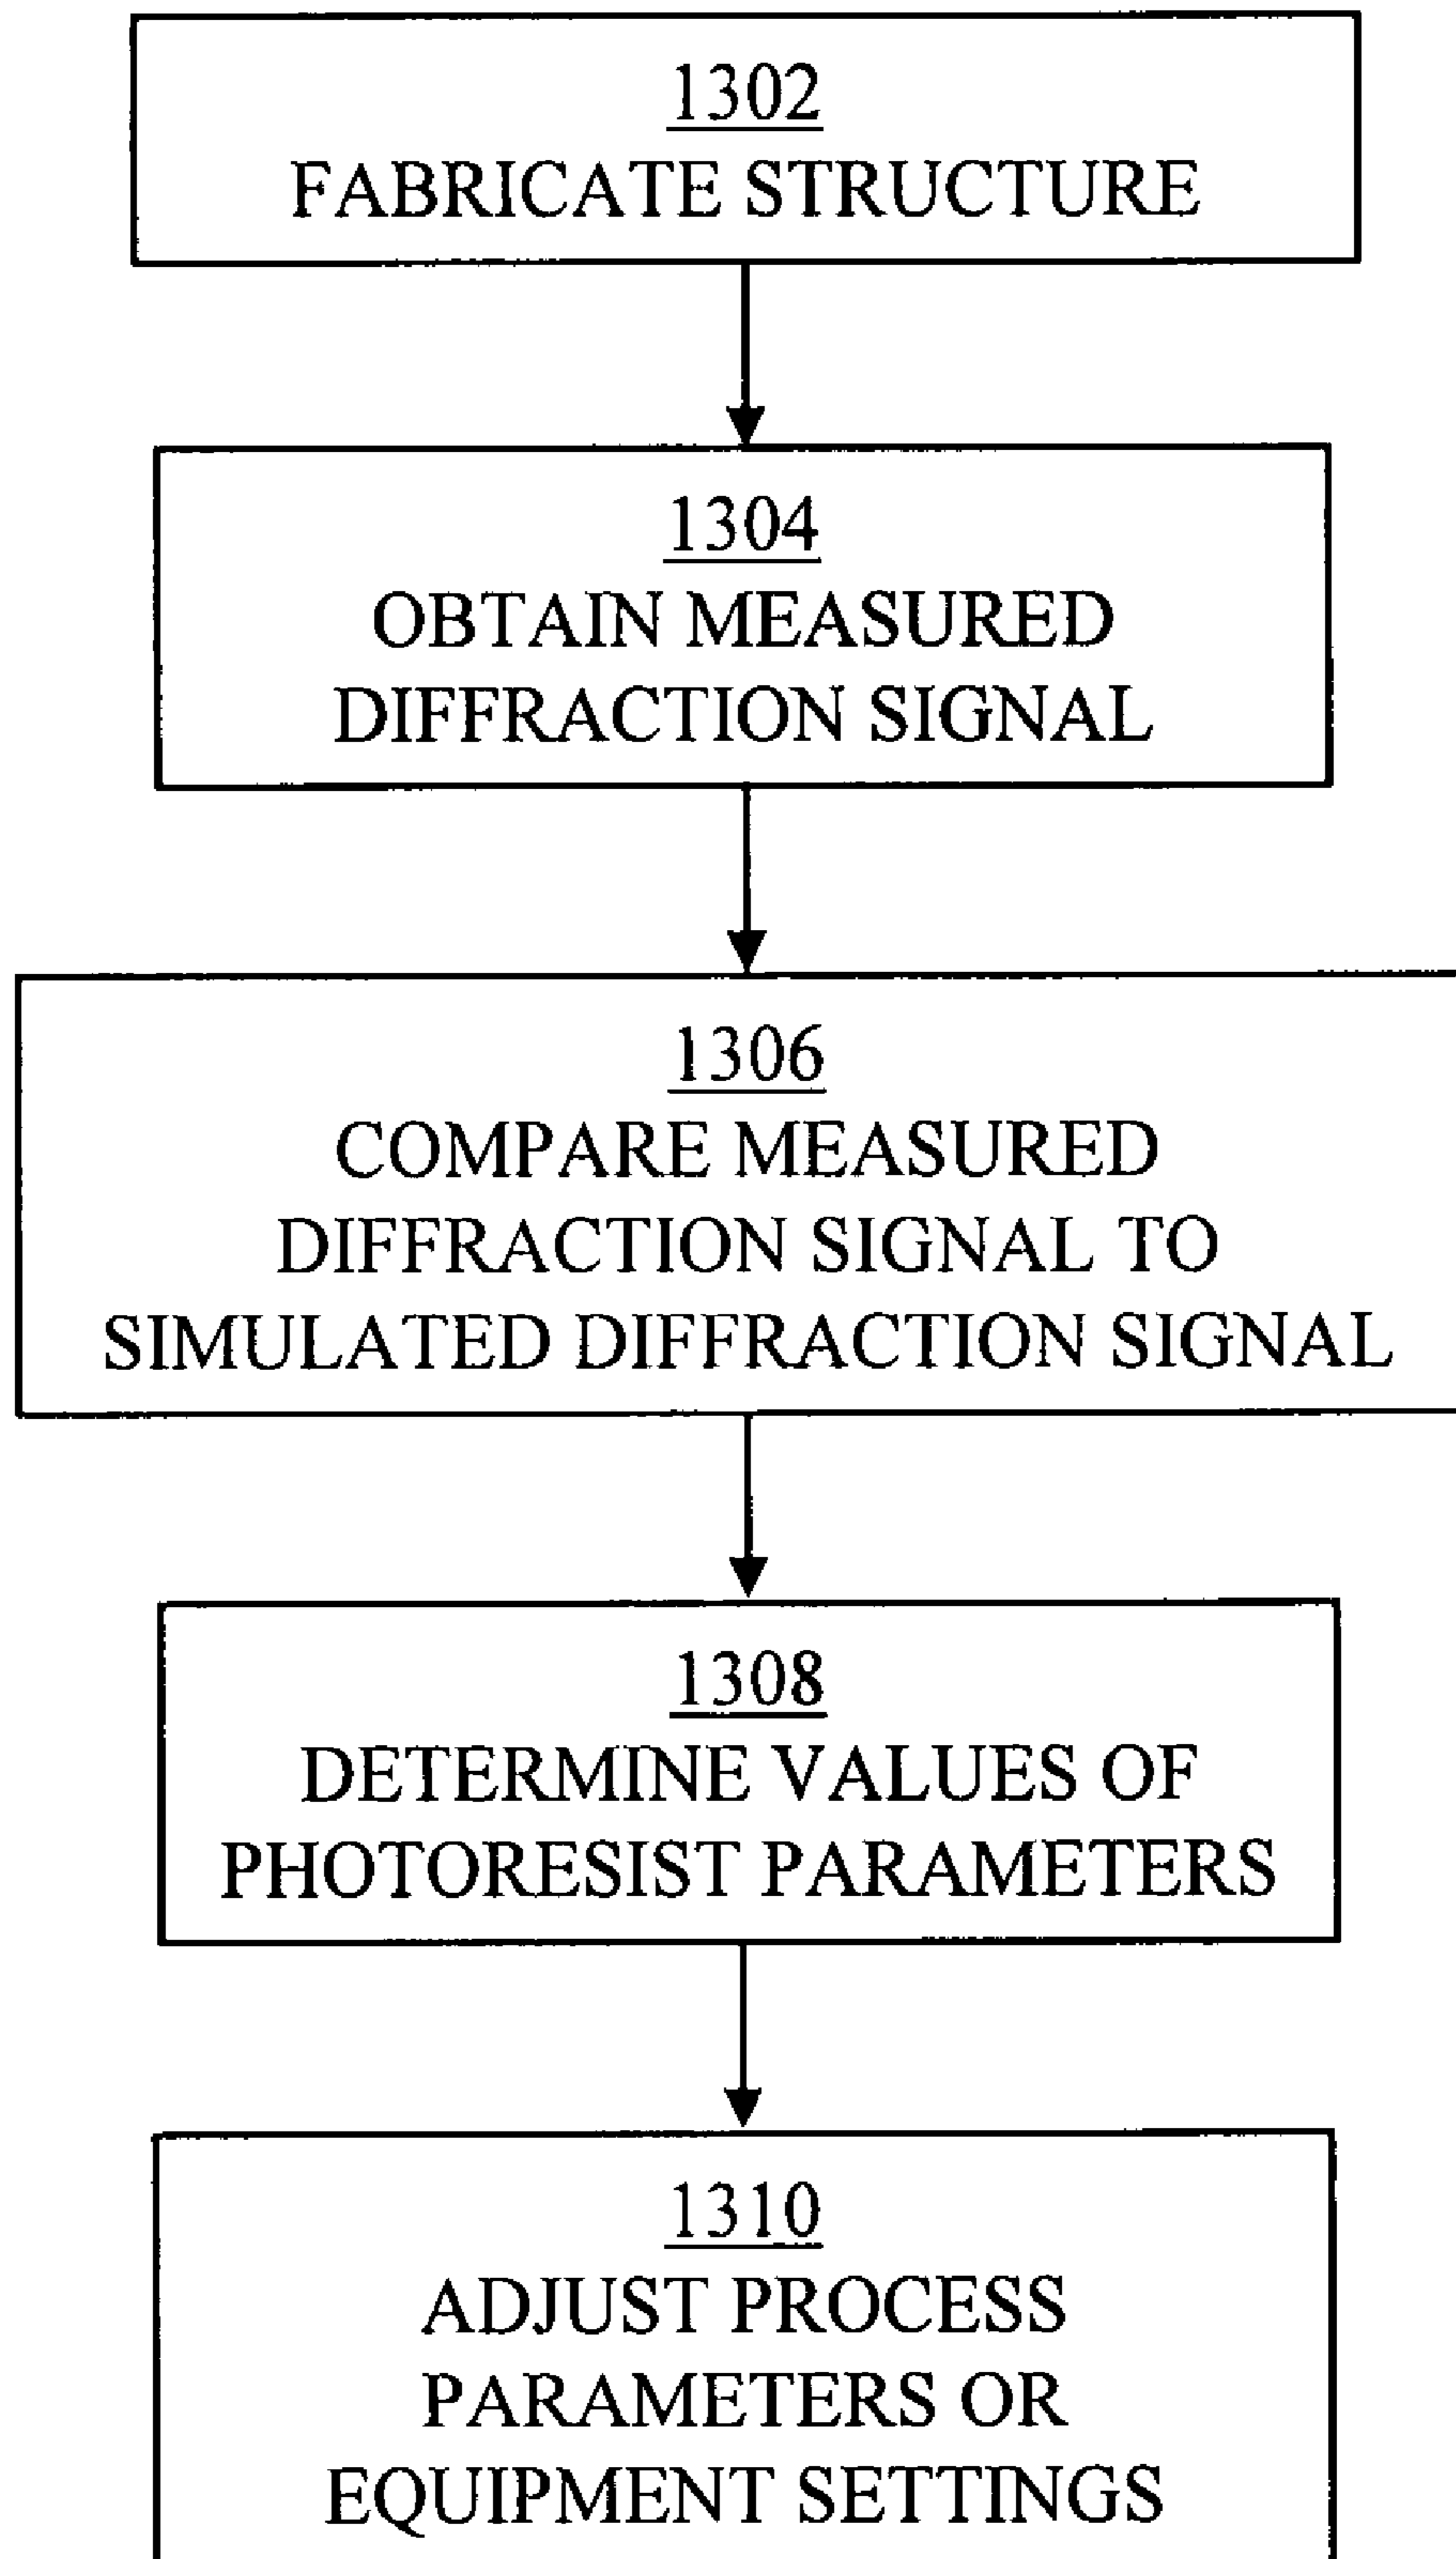 1302
FABRICATE STRUCTURE
1304
OBTAIN MEASURED
DIFFRACTION SIGNAL
1306
COMPARE MEASURED
DIFFRACTION SIGNAL TO
SIMULATED DIFFRACTION SIGNAL
1308
DETERMINE VALUES OF
PHOTORESIST PARAMETERS
1310
ADJUST PROCESS
PARAMETERS OR
EQUIPMENT SETTINGS